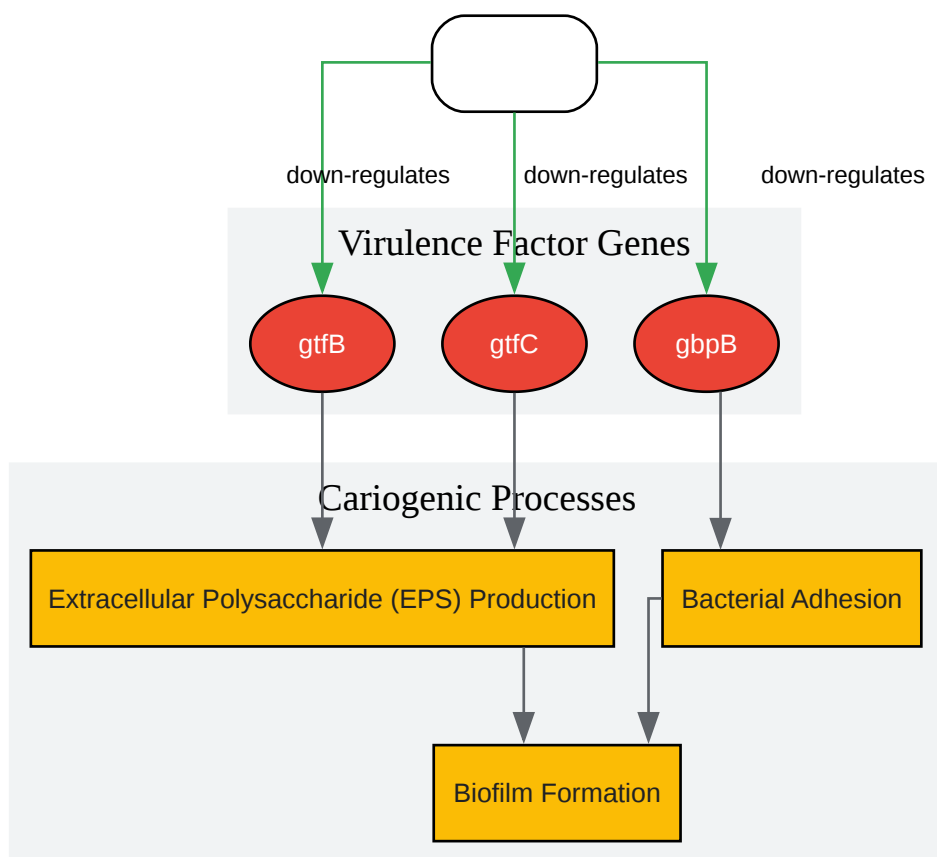 down-regulates
down-regulates
down-regulates
Virulence Factor Genes
gtfB
gtfC
gbpB
Cariogenic Processes
Extracellular Polysaccharide (EPS) Production
Bacterial Adhesion
Biofilm Formation